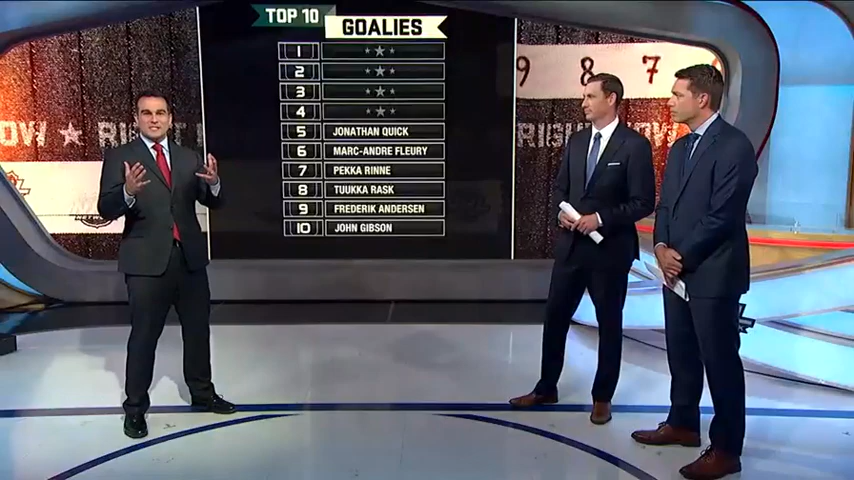 TOP 10
GOALIES
1
2
3
4
5 JONATHAN QUICK
6 MARC-ANDRE FLEURY
7 PEKKA RINNE
8 TUUKKA RASK
9 FREDERIK ANDERSEN
10 JOHN GIBSON
9 8 7
OW ★ RIGHT
RIGHT NOW